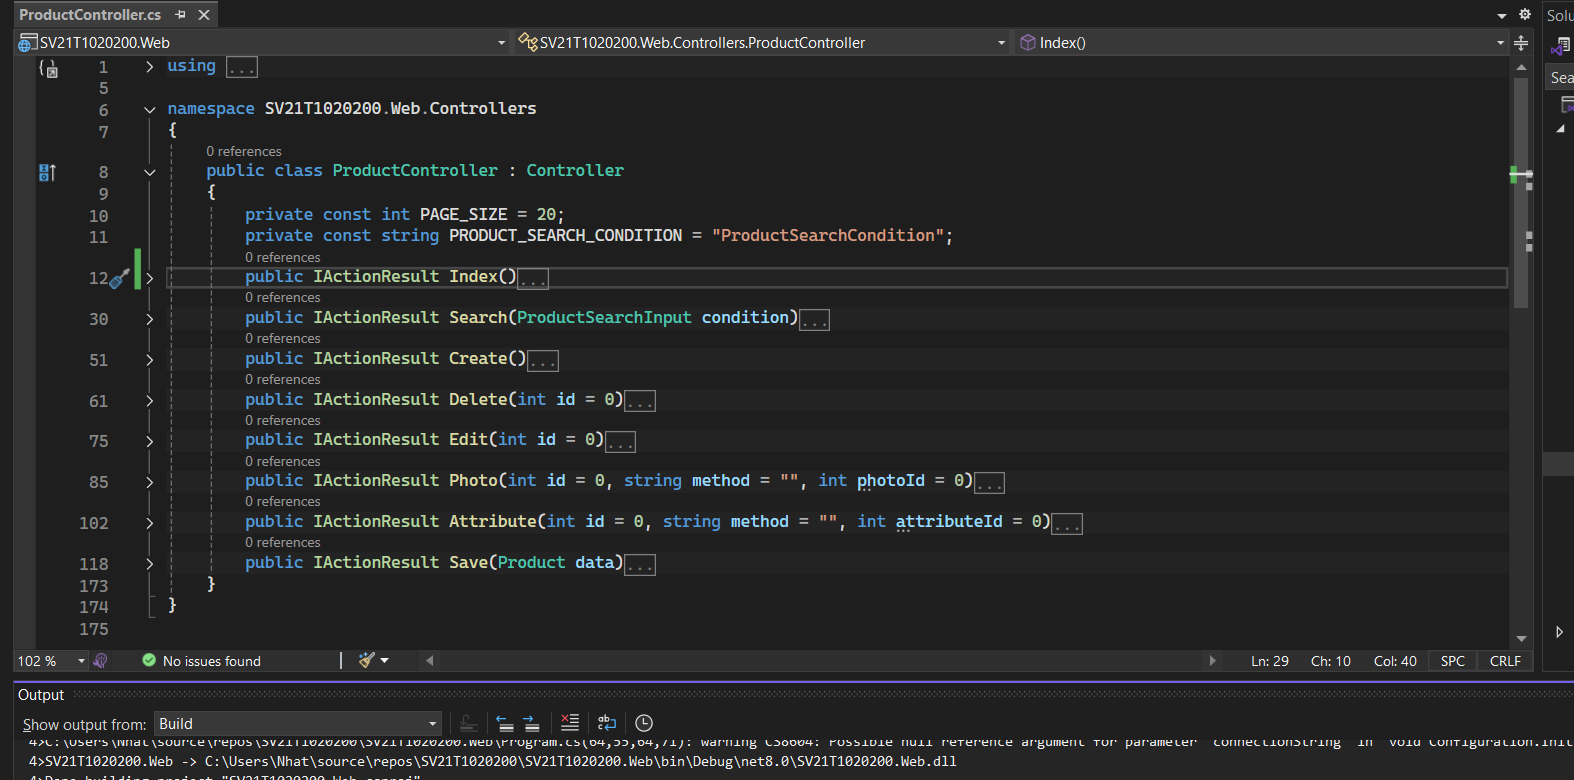 ProductController.cs
Solu
SV21T1020200.Web
SV21T1020200.Web.Controllers.ProductController
Index()
Sea
1 using ...
5
6 namespace SV21T1020200.Web.Controllers
7 {
0 references
8 public class ProductController : Controller
9 {
10 private const int PAGE_SIZE = 20;
11 private const string PRODUCT_SEARCH_CONDITION = "ProductSearchCondition";
0 references
12 public IActionResult Index()...
0 references
30 public IActionResult Search(ProductSearchInput condition)...
0 references
51 public IActionResult Create()...
0 references
61 public IActionResult Delete(int id = 0)...
0 references
75 public IActionResult Edit(int id = 0)...
0 references
85 public IActionResult Photo(int id = 0, string method = "", int photoId = 0)...
0 references
102 public IActionResult Attribute(int id = 0, string method = "", int attributeId = 0)...
0 references
118 public IActionResult Save(Product data)...
173 }
174 }
175
102 % No issues found Ln: 29 Ch: 10 Col: 40 SPC CRLF
Output
Show output from: Build
4>C:\Users\Nhat\source\repos\SV21T1020200\SV21T1020200.Web\Program.cs(64,55,64,71): warning CS8604: Possible null reference argument for parameter 'connectionString' in 'void Configuration.Init
4>SV21T1020200.Web -> C:\Users\Nhat\source\repos\SV21T1020200\SV21T1020200.Web\bin\Debug\net8.0\SV21T1020200.Web.dll
4>Done building project "SV21T1020200.Web.csproj"